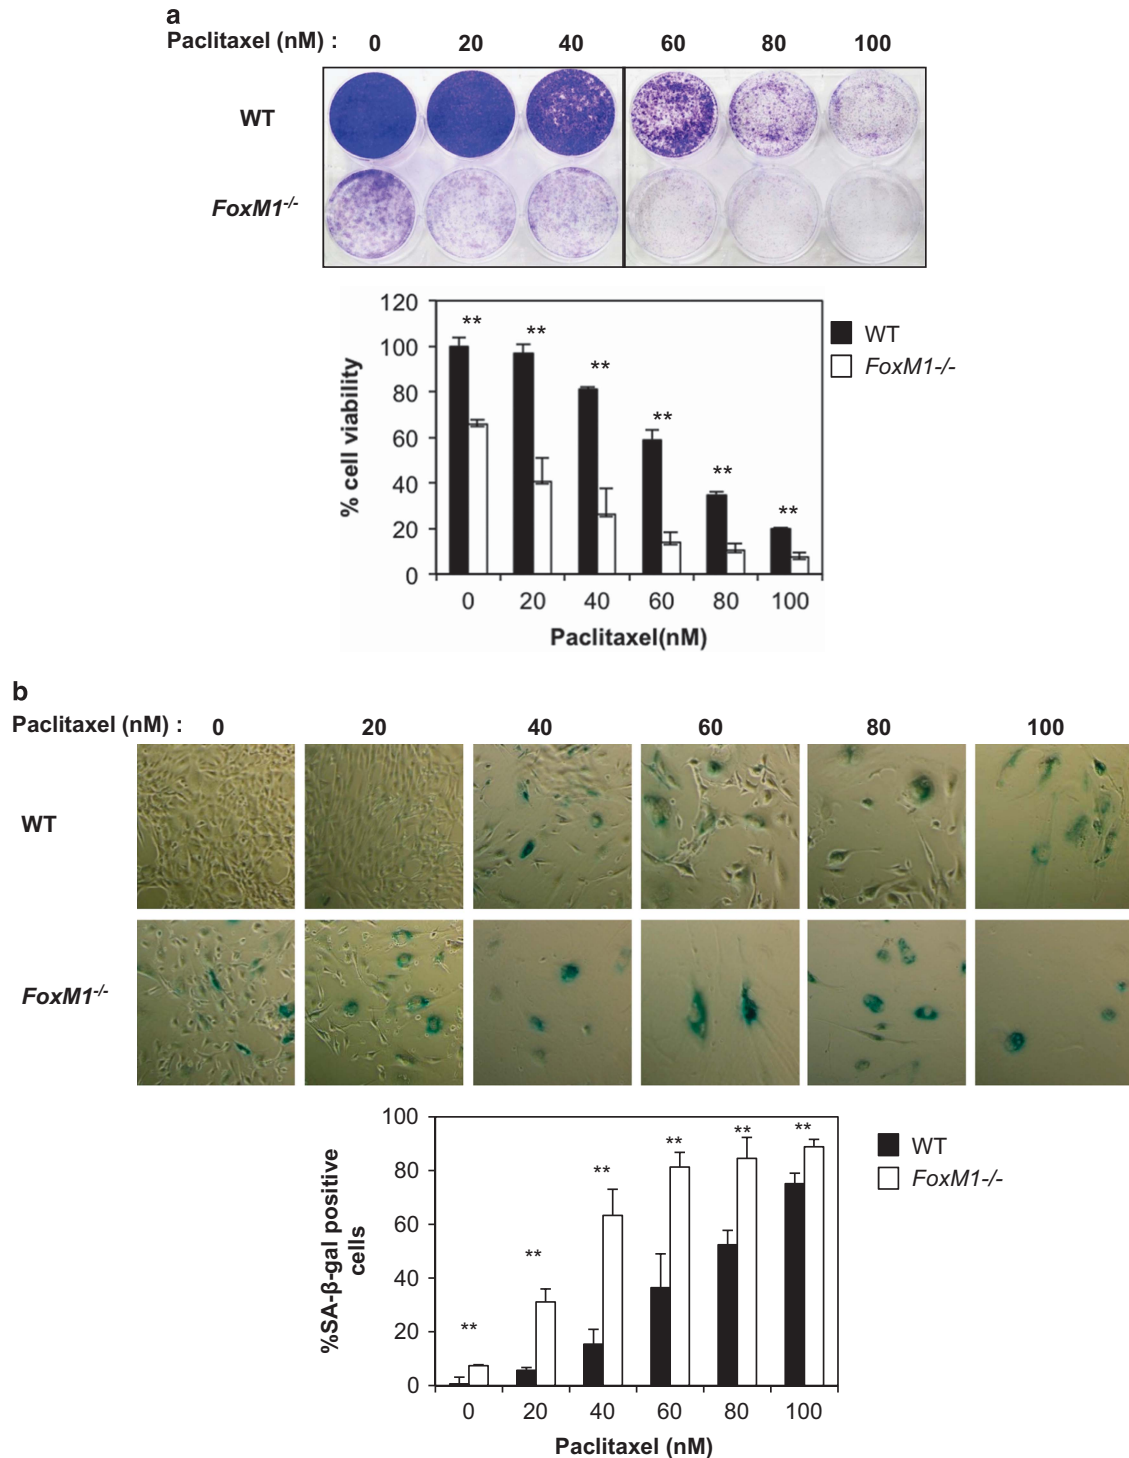 a
Paclitaxel (nM) : 0 20 40 60 80 100
WT
FoxM1-/-
120
100
80
60
40
20
0
% cell viability
** ** ** ** ** **
WT
FoxM1-/-
0 20 40 60 80 100
Paclitaxel(nM)
b
Paclitaxel (nM) : 0 20 40 60 80 100
WT
FoxM1-/-
100
80
60
40
20
0
%SA-β-gal positive
cells
** ** ** ** ** **
WT
FoxM1-/-
0 20 40 60 80 100
Paclitaxel (nM)